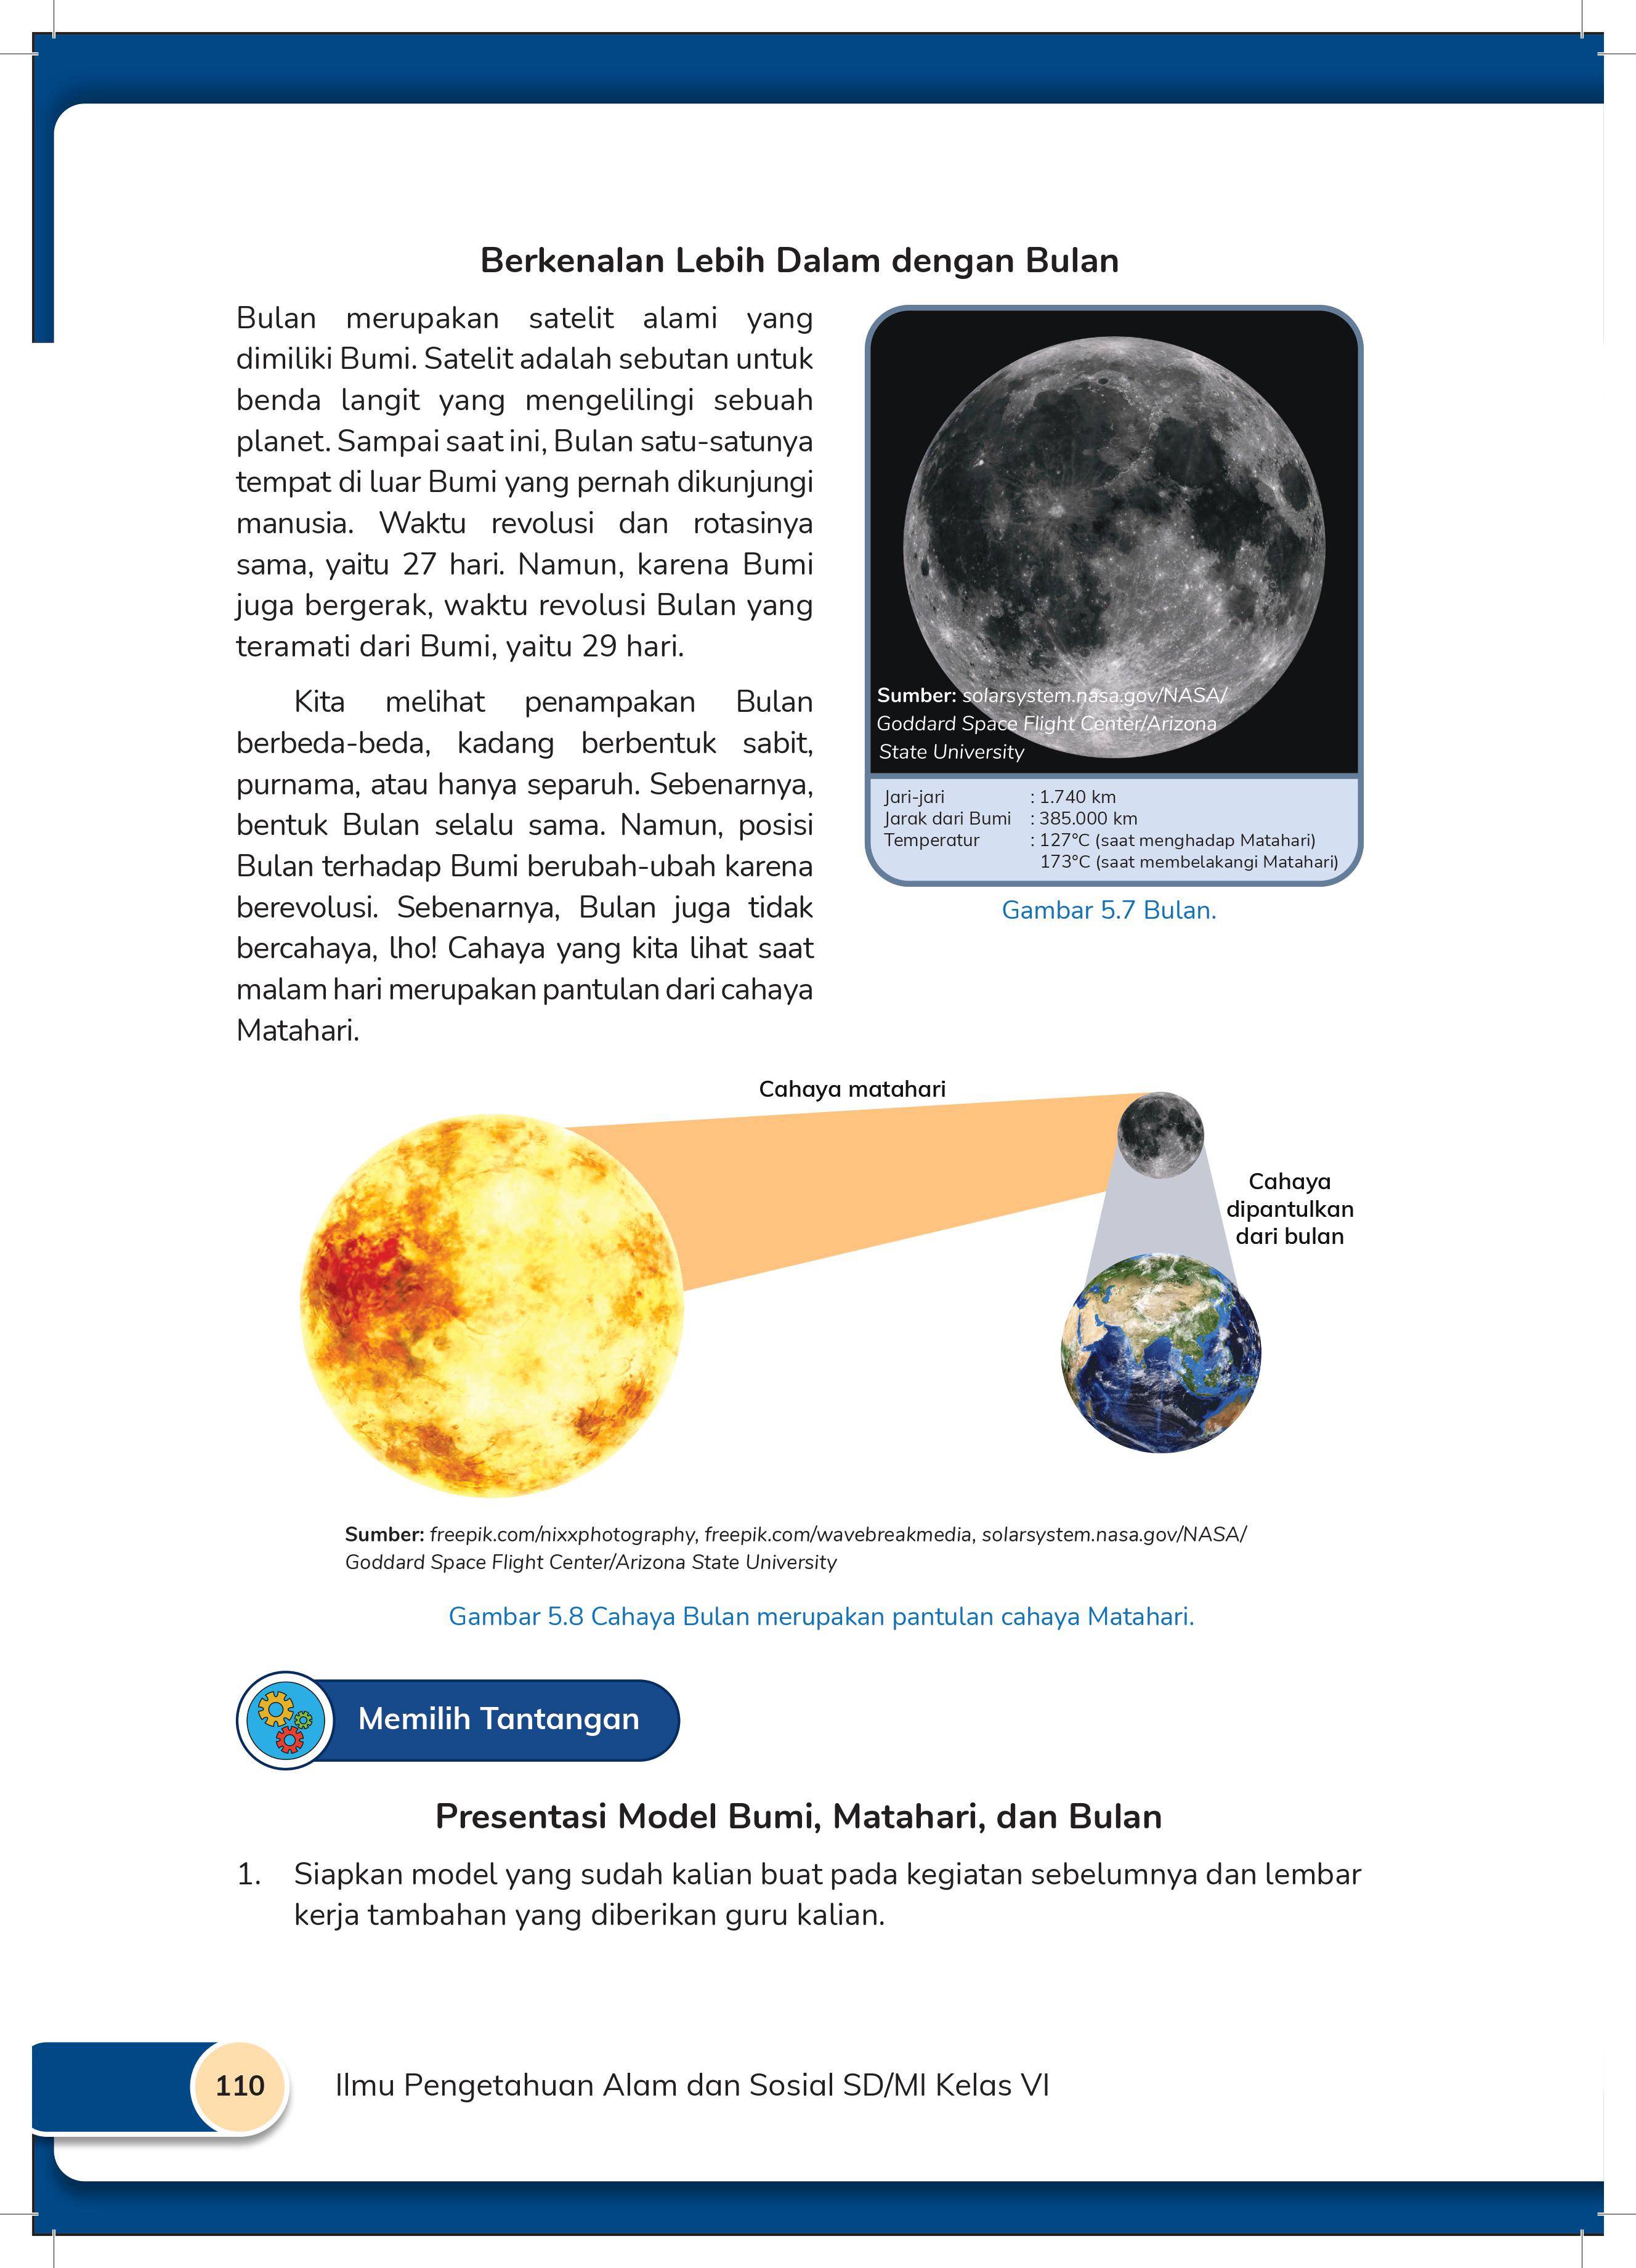 Berkenalan Lebih Dalam dengan Bulan
Bulan merupakan satelit alami yang
dimiliki Bumi. Satelit adalah sebutan untuk
benda langit yang mengelilingi sebuah
planet. Sampai saat ini, Bulan satu-satunya
tempat di luar Bumi yang pernah dikunjungi
manusia. Waktu revolusi dan rotasinya
sama, yaitu 27 hari. Namun, karena Bumi
juga bergerak, waktu revolusi Bulan yang
teramati dari Bumi, yaitu 29 hari.
Kita melihat penampakan Bulan
berbeda-beda, kadang berbentuk sabit,
purnama, atau hanya separuh. Sebenarnya,
bentuk Bulan selalu sama. Namun, posisi
Bulan terhadap Bumi berubah-ubah karena
berevolusi. Sebenarnya, Bulan juga tidak
bercahaya, lho! Cahaya yang kita lihat saat
malam hari merupakan pantulan dari cahaya
Matahari.
Sumber: solarsystem.nasa.gov/NASA/
Goddard Space Flight Center/Arizona
State University
Jari-jari : 1.740 km
Jarak dari Bumi : 385.000 km
Temperatur : 127°C (saat menghadap Matahari)
173°C (saat membelakangi Matahari)
Gambar 5.7 Bulan.
Cahaya matahari
Cahaya
dipantulkan
dari bulan
Sumber: freepik.com/nixxphotography, freepik.com/wavebreakmedia, solarsystem.nasa.gov/NASA/
Goddard Space Flight Center/Arizona State University
Gambar 5.8 Cahaya Bulan merupakan pantulan cahaya Matahari.
Memilih Tantangan
Presentasi Model Bumi, Matahari, dan Bulan
1. Siapkan model yang sudah kalian buat pada kegiatan sebelumnya dan lembar
kerja tambahan yang diberikan guru kalian.
110 Ilmu Pengetahuan Alam dan Sosial SD/MI Kelas VI